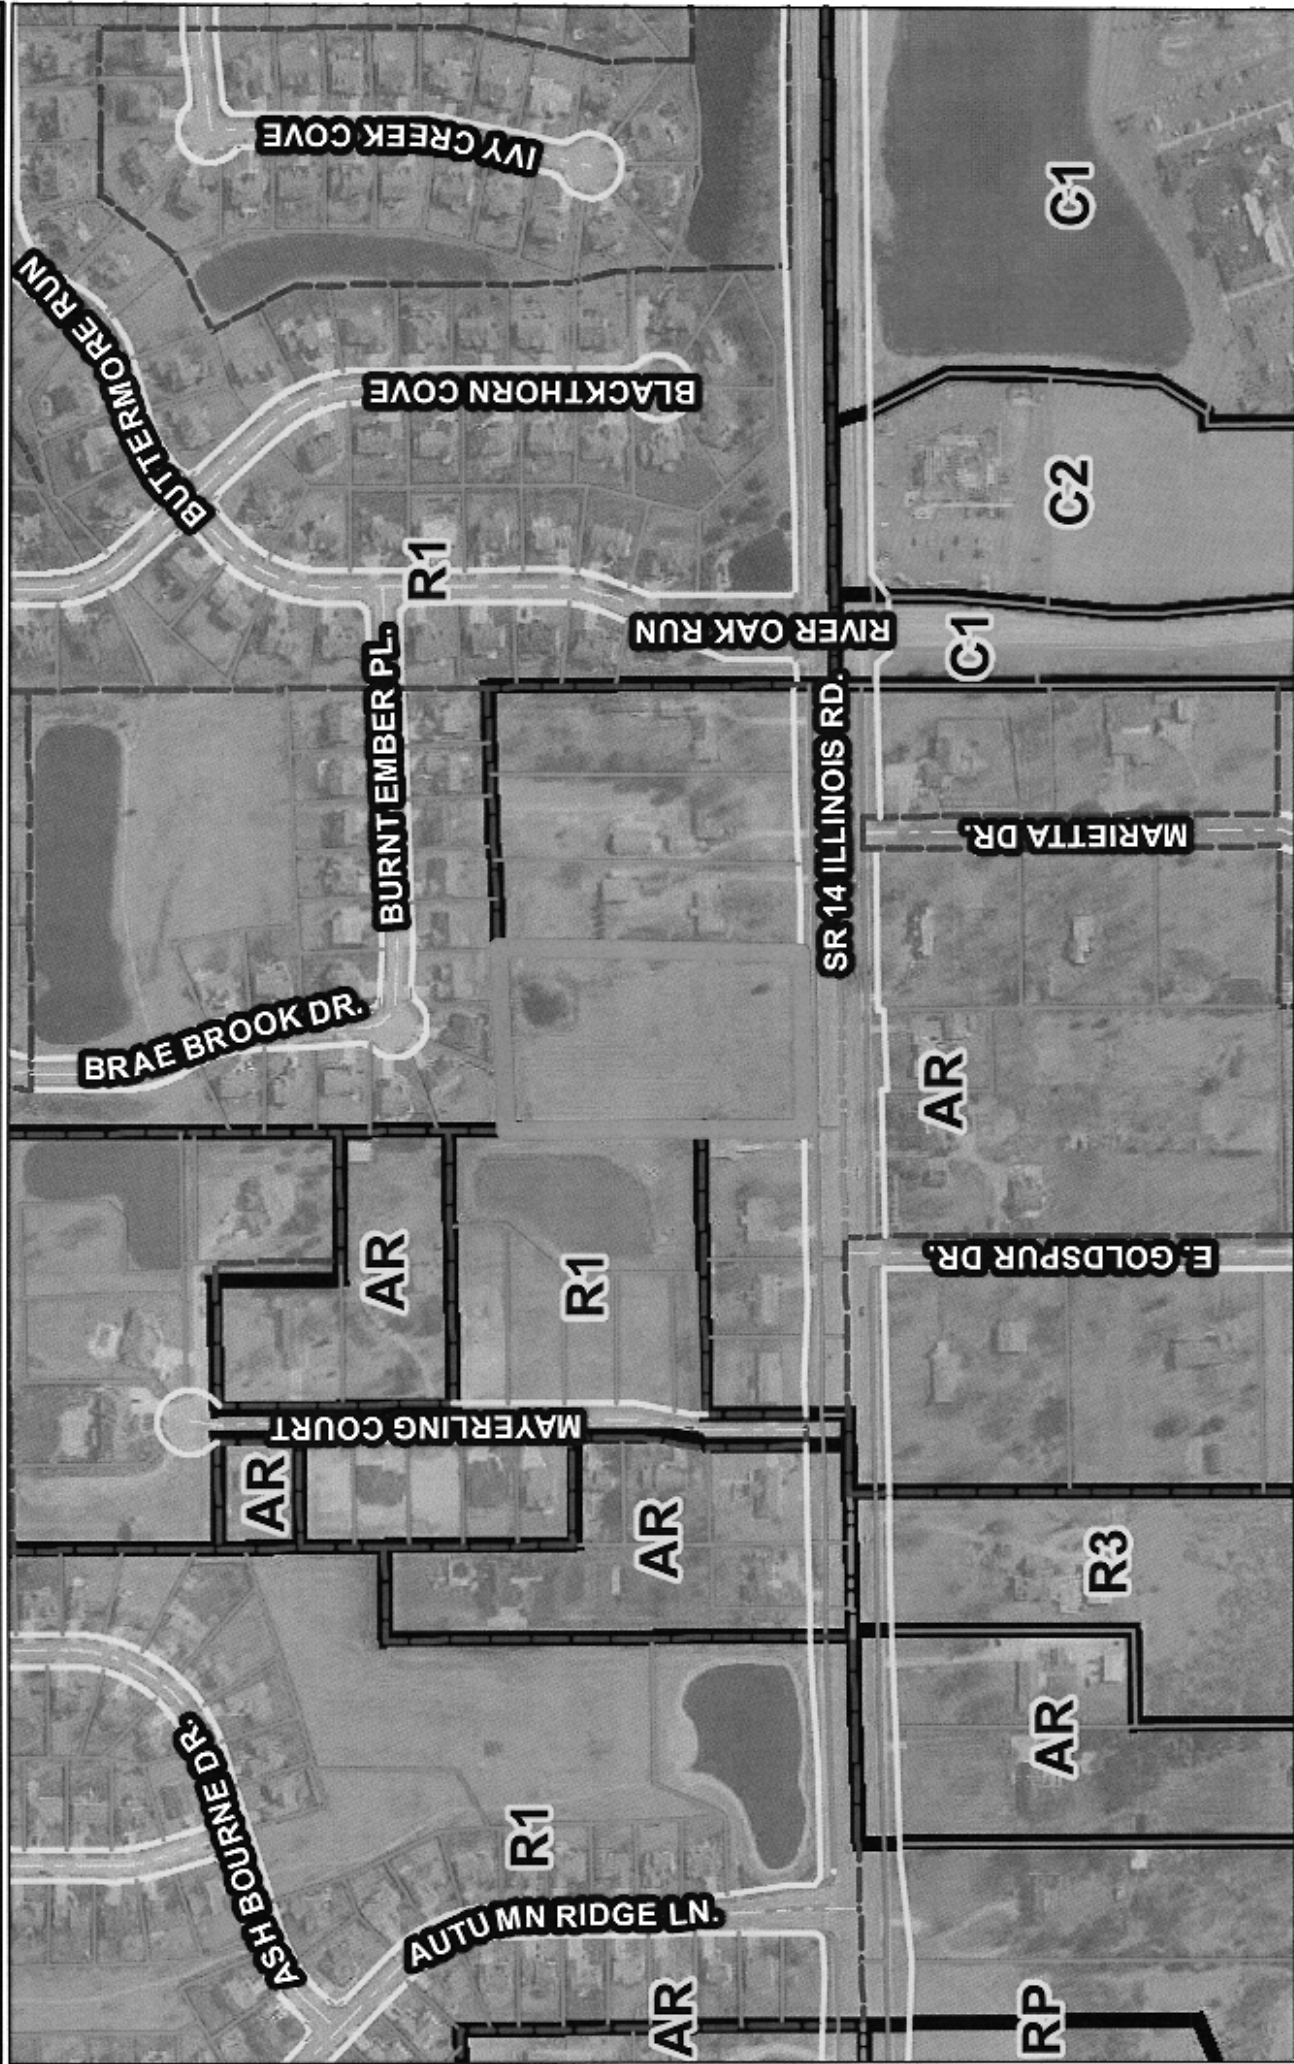 IVY CREEK COVE
BUTTERMORE RUN
BLACKTHORN COVE
C1
C2
R1
BURNT EMBER PL.
RIVER OAK RUN
C1
SR 14 ILLINOIS RD.
MARIETTA DR.
BRAE BROOK DR.
AR
E. GOLDSPUR DR.
AR
R1
MAYERLING COURT
AR
AR
R3
ASH BOURNE DR.
AR
R1
AUTUMN RIDGE LN.
AR
RP